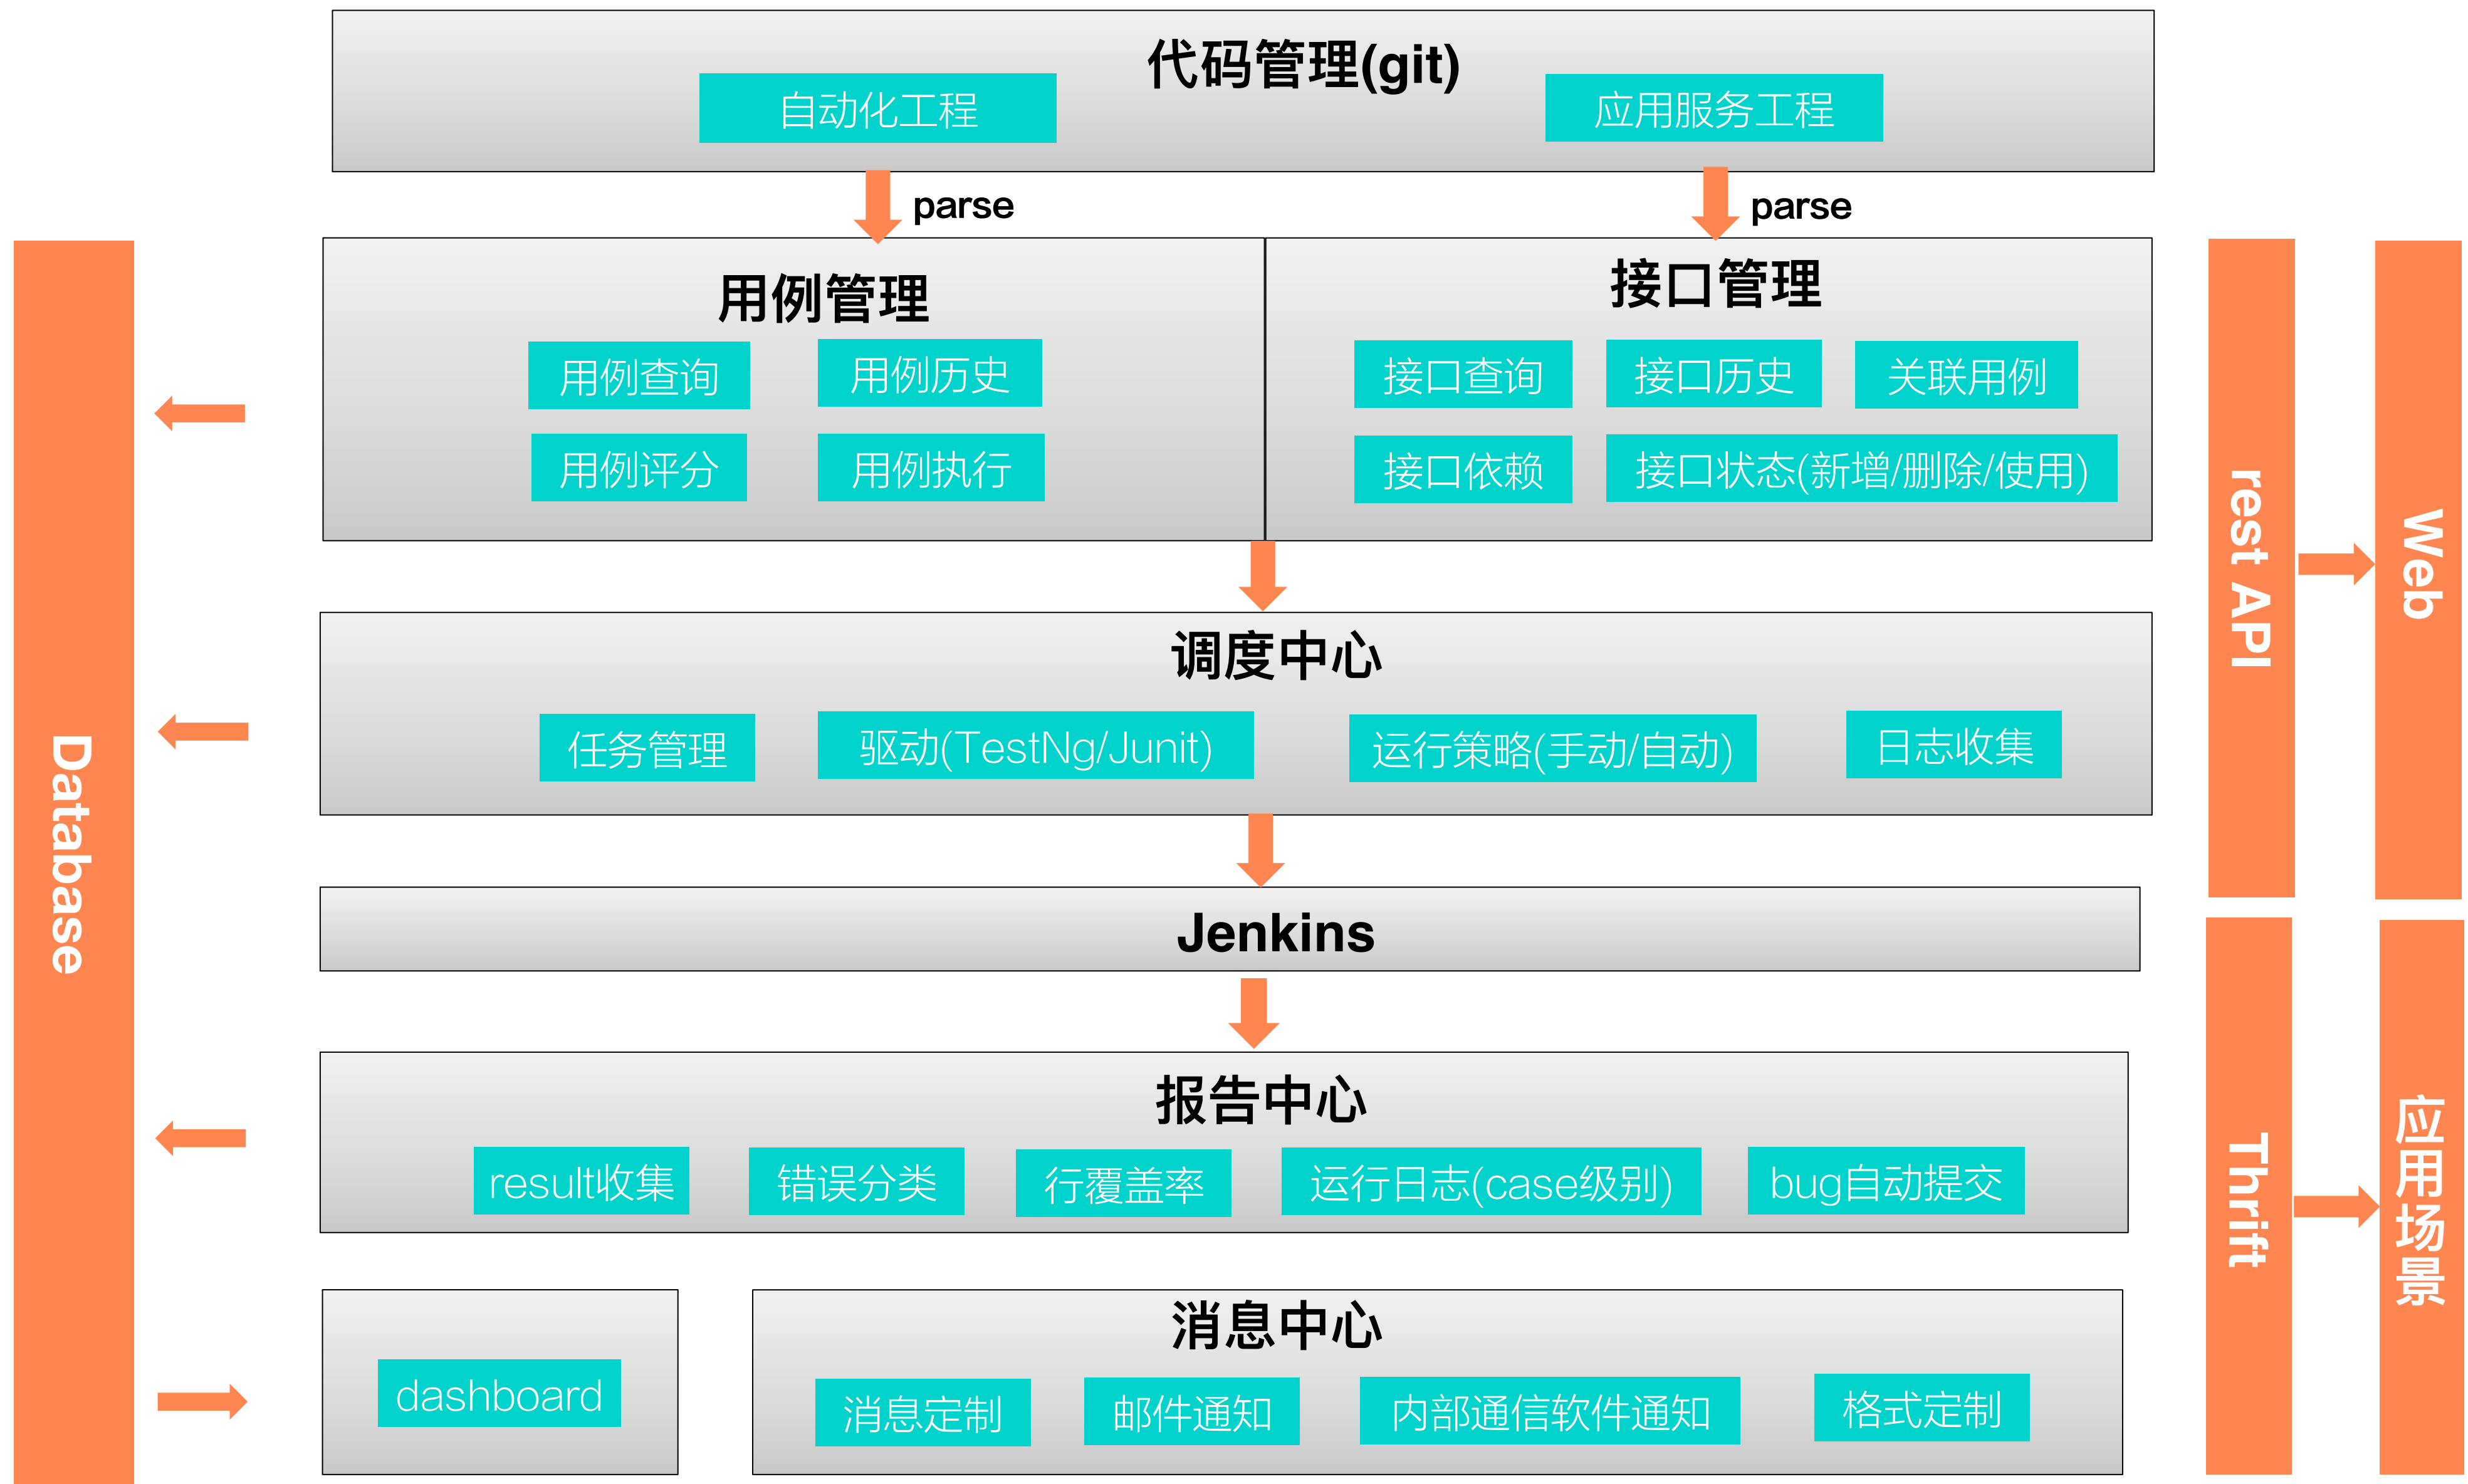 代码管理(git)
自动化工程
应用服务工程
parse
parse
用例管理
用例查询
用例历史
用例评分
用例执行
接口管理
接口查询
接口历史
关联用例
接口依赖
接口状态(新增/删除/使用)
调度中心
任务管理
驱动(TestNg/Junit)
运行策略(手动/自动)
日志收集
Jenkins
报告中心
result收集
错误分类
行覆盖率
运行日志(case级别)
bug自动提交
dashboard
消息中心
消息定制
邮件通知
内部通信软件通知
格式定制
Database
rest API
Web
Thrift
应用场景